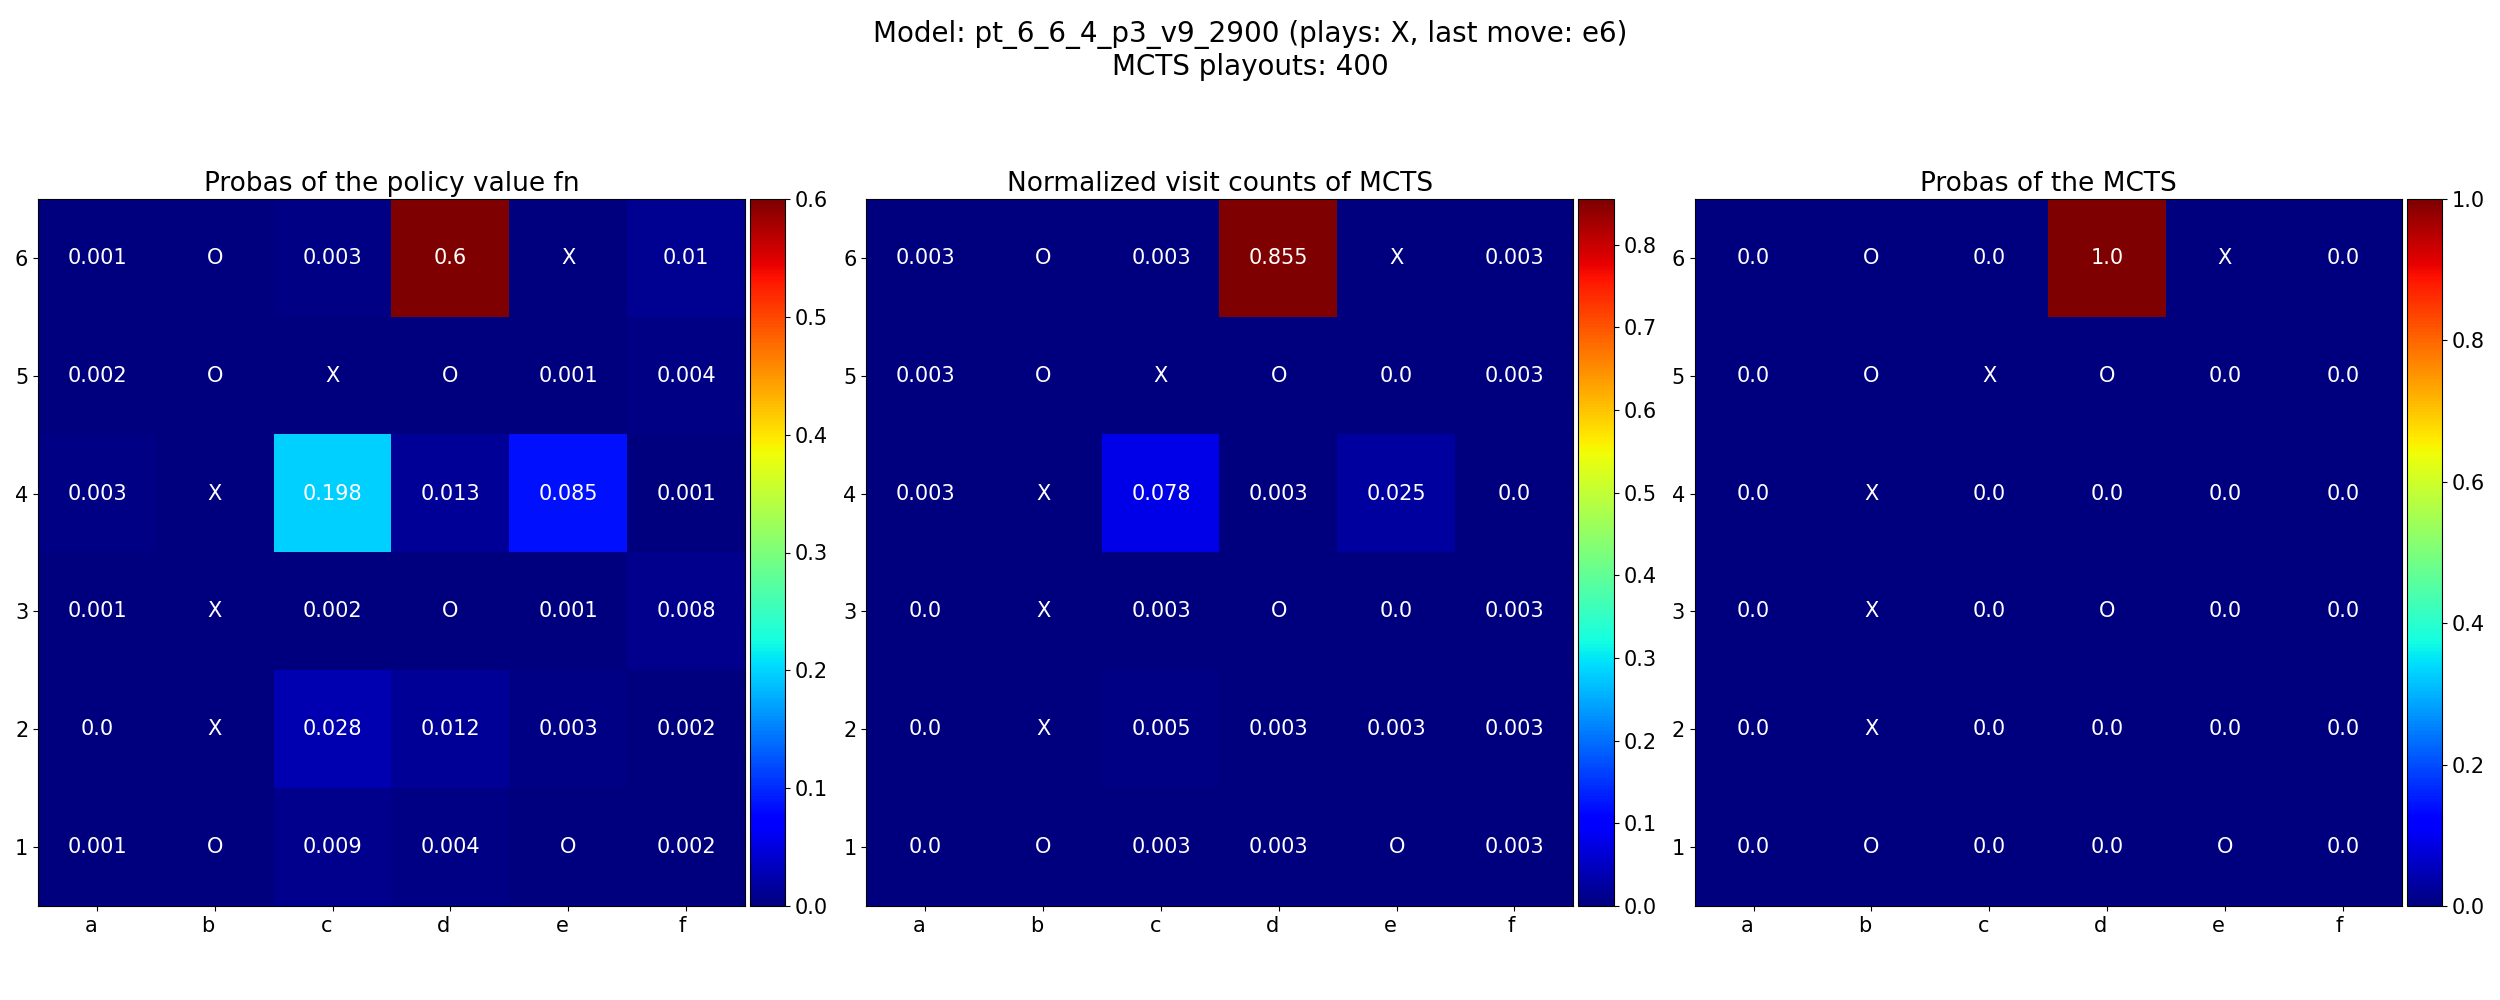 Model: pt_6_6_4_p3_v9_2900 (plays: X, last move: e6)
MCTS playouts: 400
Probas of the policy value fn
6 0.001 O 0.003 0.6 X 0.01
5 0.002 O X O 0.001 0.004
4 0.003 X 0.198 0.013 0.085 0.001
3 0.001 X 0.002 O 0.001 0.008
2 0.0 X 0.028 0.012 0.003 0.002
1 0.001 O 0.009 0.004 O 0.002
a b c d e f
0.6
0.5
0.4
0.3
0.2
0.1
0.0
Normalized visit counts of MCTS
6 0.003 O 0.003 0.855 X 0.003
5 0.003 O X O 0.0 0.003
4 0.003 X 0.078 0.003 0.025 0.0
3 0.0 X 0.003 O 0.0 0.003
2 0.0 X 0.005 0.003 0.003 0.003
1 0.0 O 0.003 0.003 O 0.003
a b c d e f
0.8
0.7
0.6
0.5
0.4
0.3
0.2
0.1
0.0
Probas of the MCTS
6 0.0 O 0.0 1.0 X 0.0
5 0.0 O X O 0.0 0.0
4 0.0 X 0.0 0.0 0.0 0.0
3 0.0 X 0.0 O 0.0 0.0
2 0.0 X 0.0 0.0 0.0 0.0
1 0.0 O 0.0 0.0 O 0.0
a b c d e f
1.0
0.8
0.6
0.4
0.2
0.0